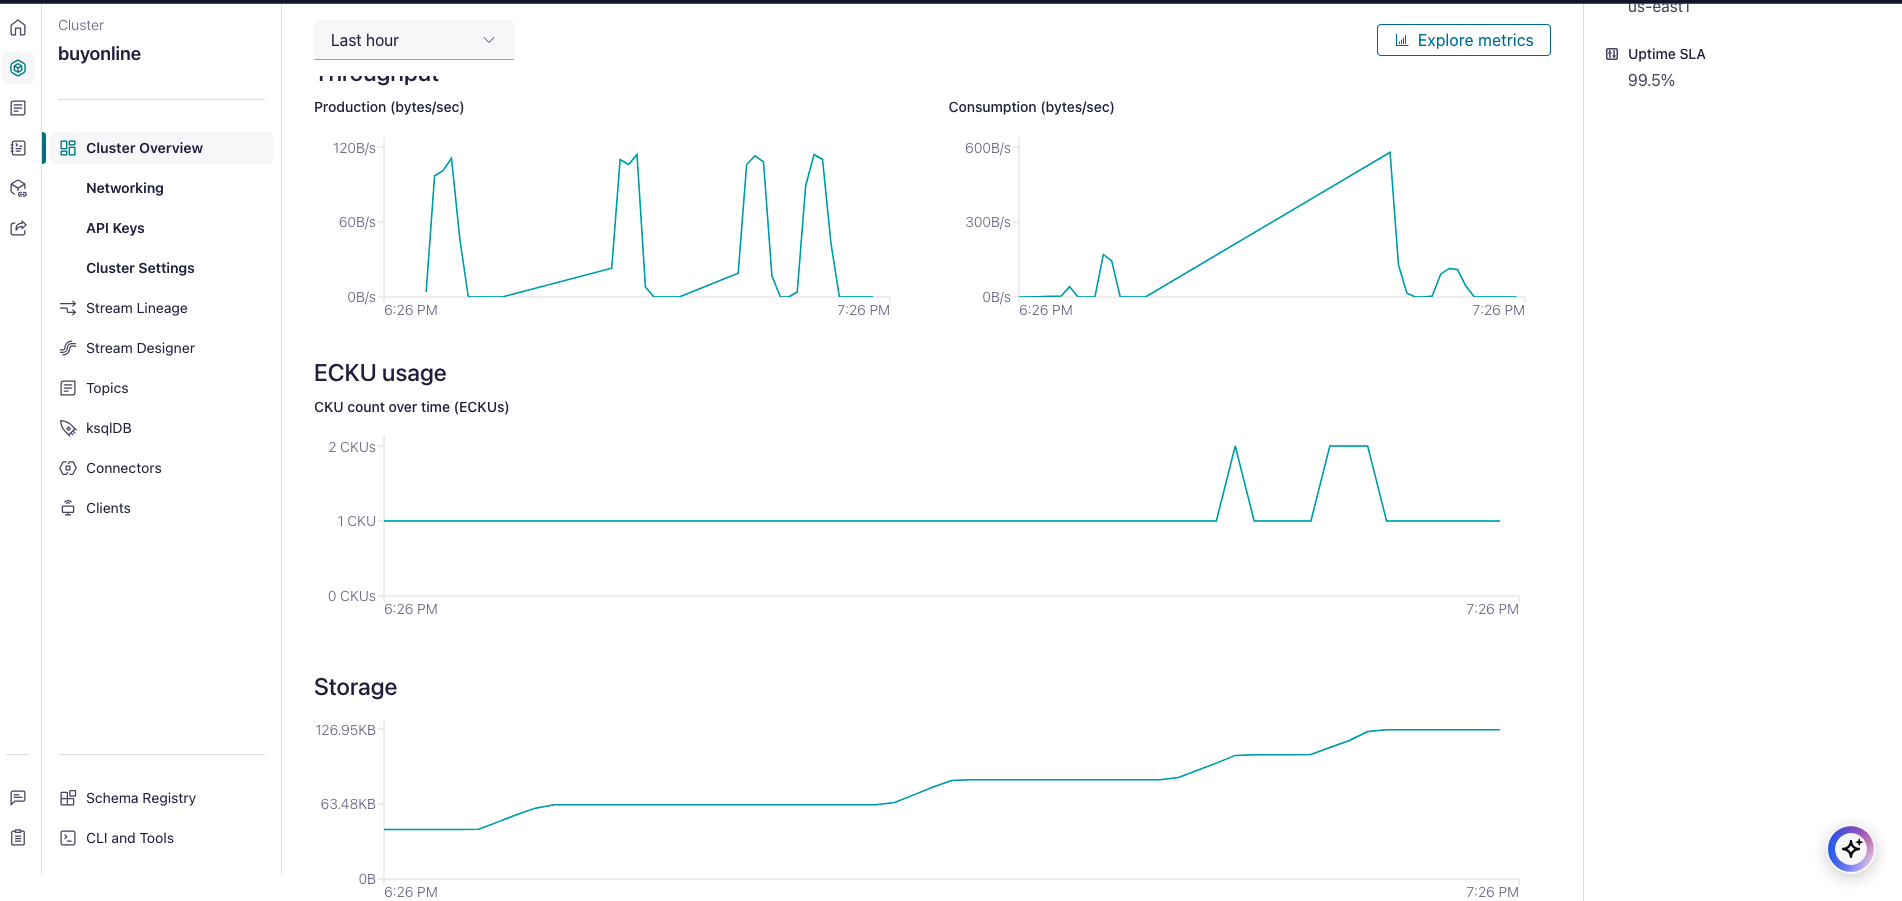 Cluster
buyonline
Cluster Overview
Networking
API Keys
Cluster Settings
Stream Lineage
Stream Designer
Topics
ksqlDB
Connectors
Clients
Schema Registry
CLI and Tools
Last hour
Explore metrics
Throughput
Production (bytes/sec)
120B/s
60B/s
0B/s
6:26 PM
7:26 PM
Consumption (bytes/sec)
600B/s
300B/s
0B/s
6:26 PM
7:26 PM
ECKU usage
CKU count over time (ECKUs)
2 CKUs
1 CKU
0 CKUs
6:26 PM
7:26 PM
Storage
126.95KB
63.48KB
0B
6:26 PM
7:26 PM
us-east1
Uptime SLA
99.5%